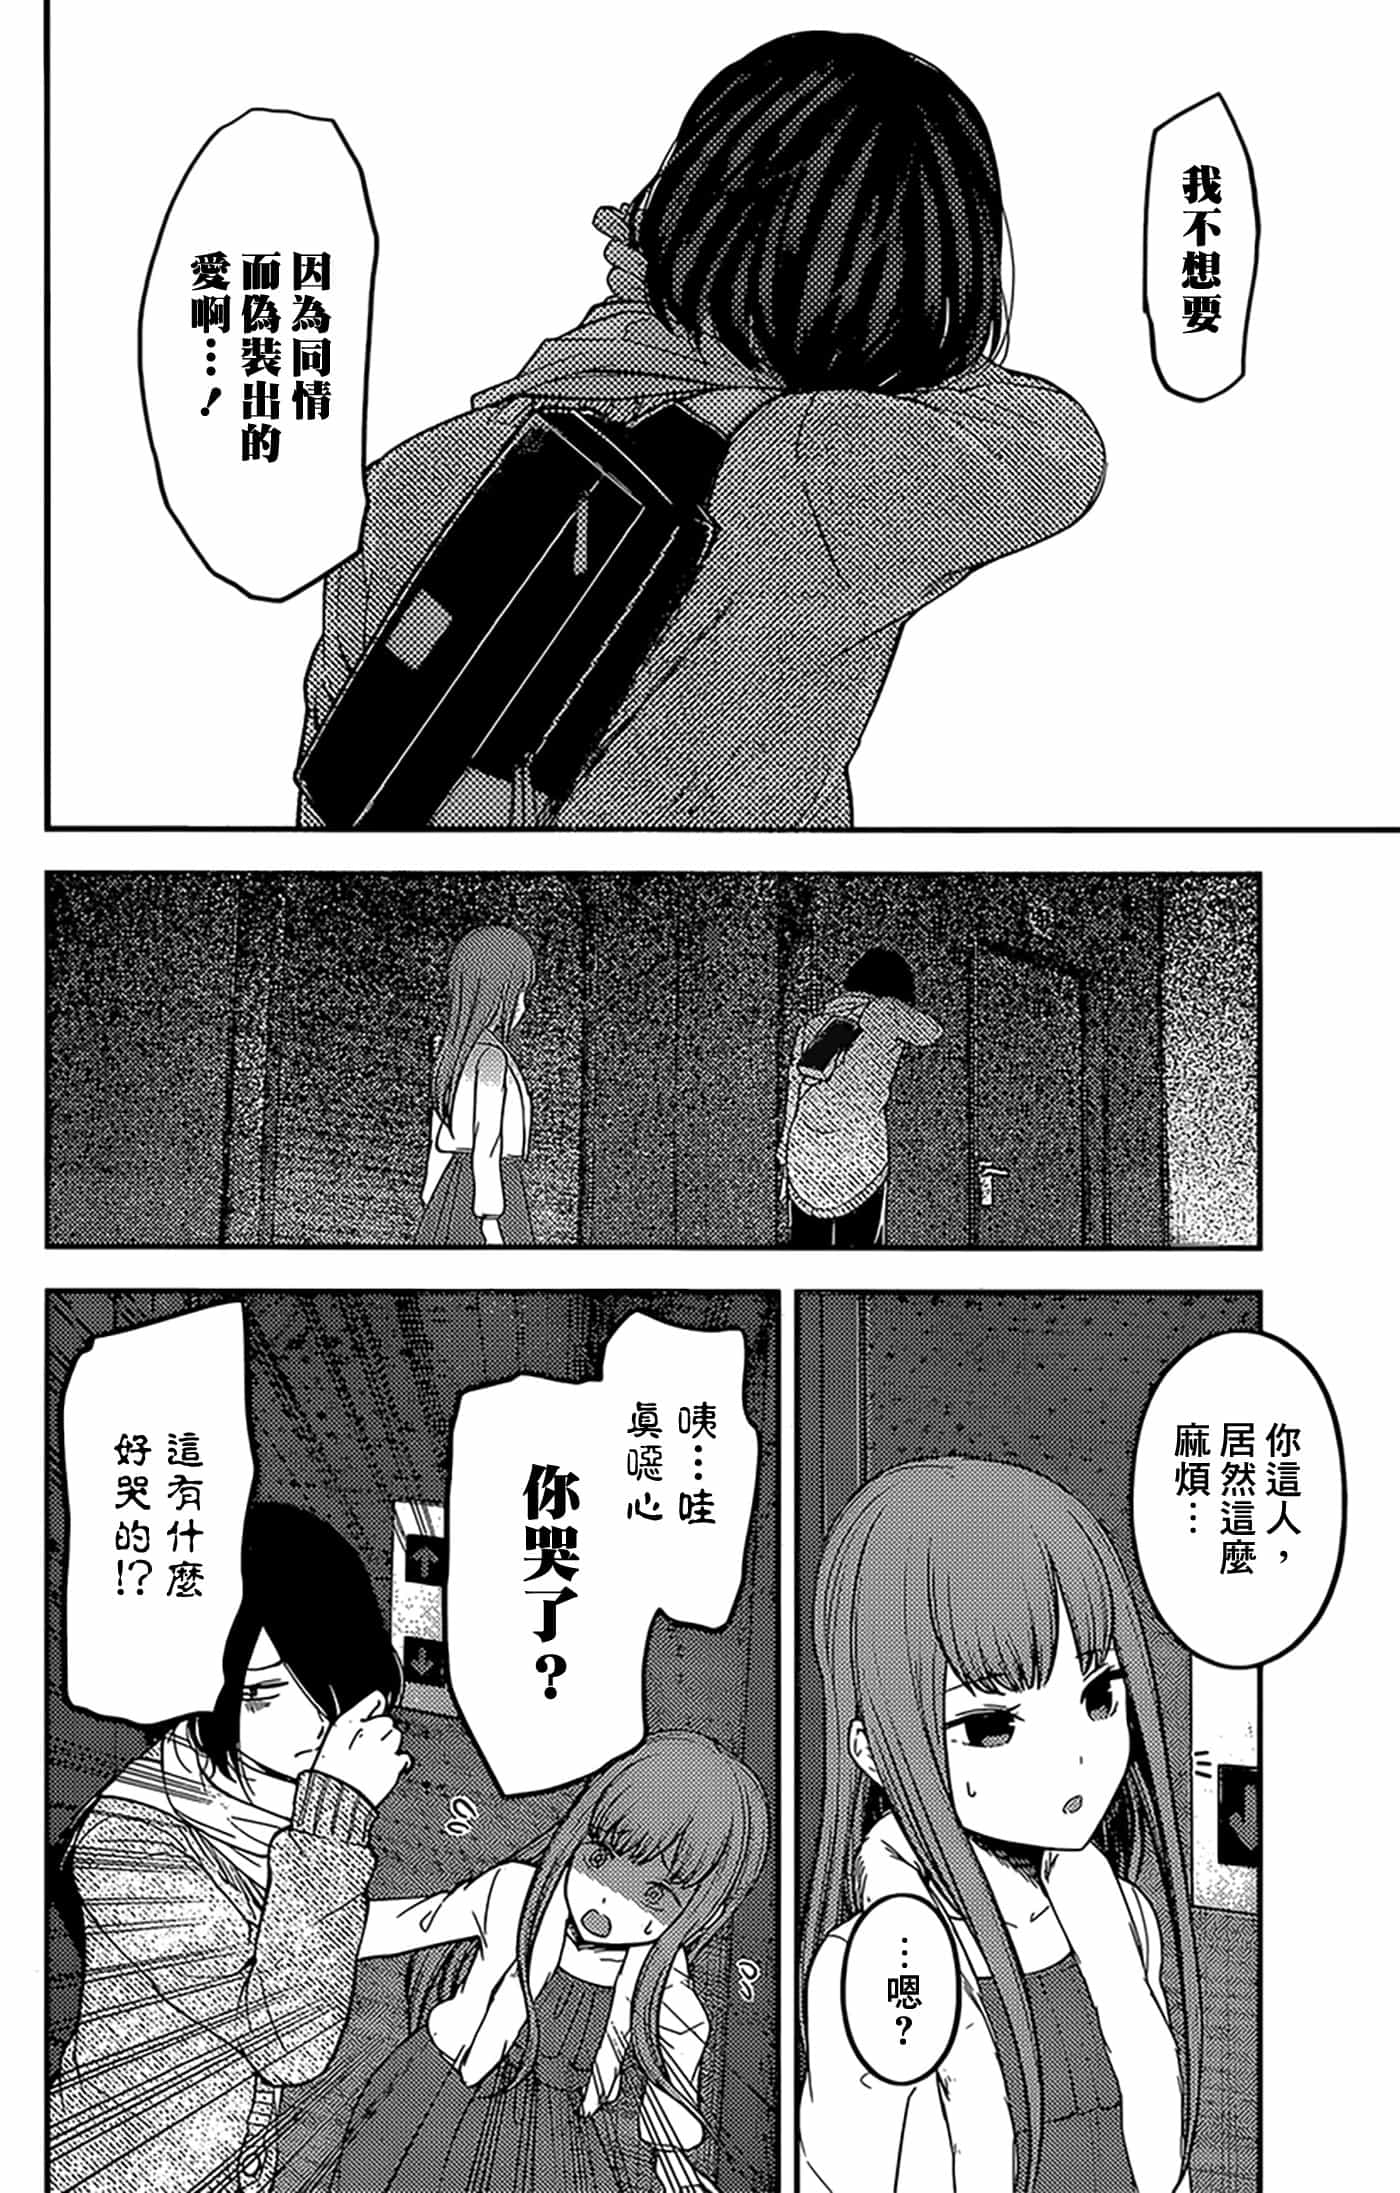 我不想要
因為同情
而偽裝出的
愛啊…！
你這人，
居然這麼
麻煩…
…嗯？
咦…哇
真噁心
你哭了？
這有什麼
好哭的!?